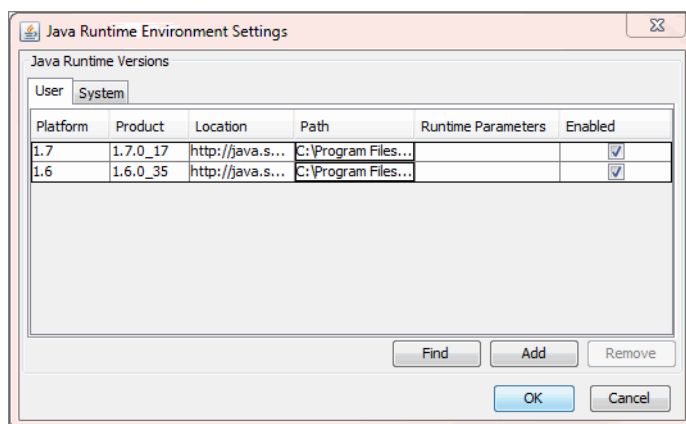 Java Runtime Environment Settings
Java Runtime Versions
User System
Platform Product Location Path Runtime Parameters Enabled
1.7 1.7.0_17 http://java.s... C:\Program Files...
1.6 1.6.0_35 http://java.s... C:\Program Files...
Find Add Remove
OK Cancel